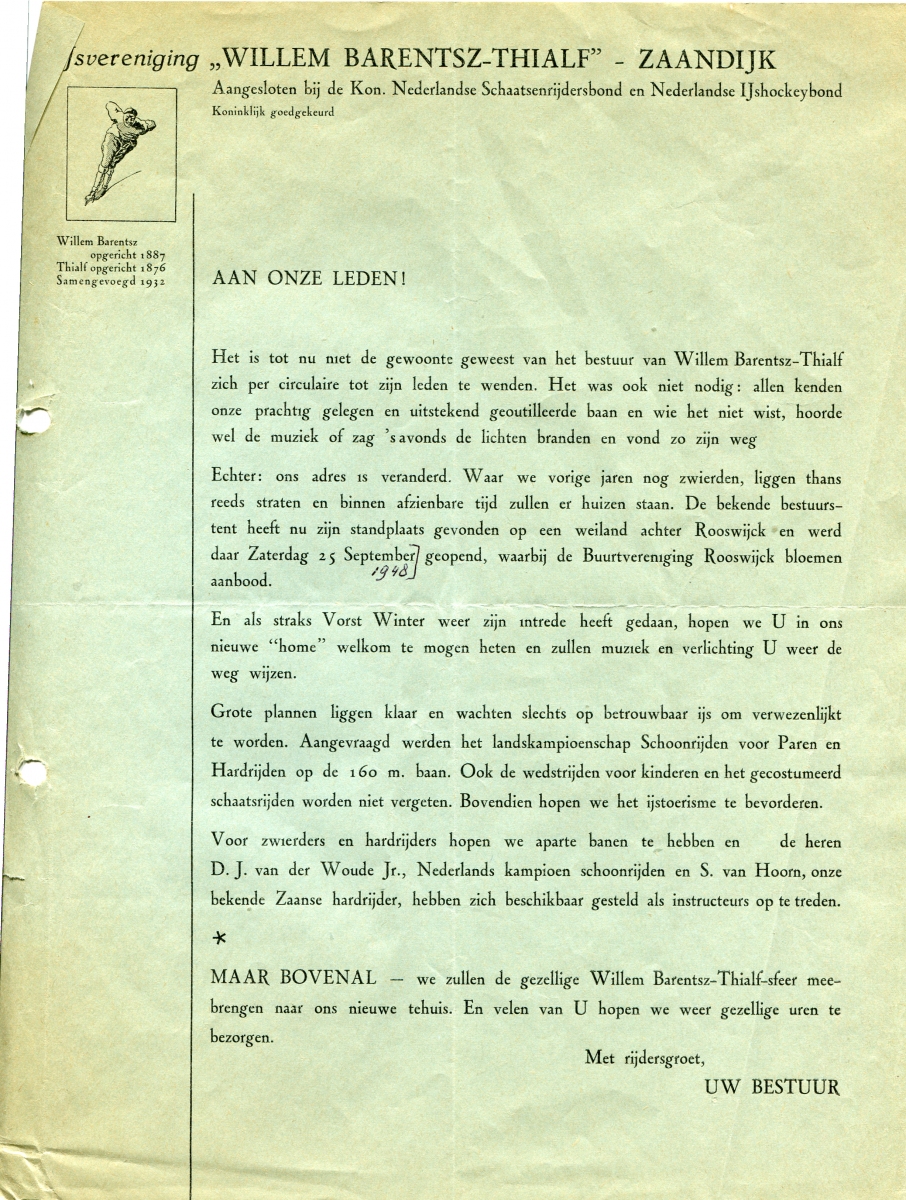 IJsvereniging „WILLEM BARENTSZ-THIALF” - ZAANDIJK
Aangesloten bij de Kon. Nederlandse Schaatsenrijdersbond en Nederlandse IJshockeybond
Koninklijk goedgekeurd
Willem Barentsz
opgericht 1887
Thialf opgericht 1876
Samengevoegd 1932
AAN ONZE LEDEN!
Het is tot nu niet de gewoonte geweest van het bestuur van Willem Barentsz-Thialf
zich per circulaire tot zijn leden te wenden. Het was ook niet nodig: allen kenden
onze prachtig gelegen en uitstekend geoutilleerde baan en wie het niet wist, hoorde
wel de muziek of zag 's avonds de lichten branden en vond zo zijn weg
Echter: ons adres is veranderd. Waar we vorige jaren nog zwierden, liggen thans
reeds straten en binnen afzienbare tijd zullen er huizen staan. De bekende bestuurs-
tent heeft nu zijn standplaats gevonden op een weiland achter Rooswijck en werd
daar Zaterdag 25 September geopend, waarbij de Buurtvereniging Rooswijck bloemen
1948
aanbood.
En als straks Vorst Winter weer zijn intrede heeft gedaan, hopen we U in ons
nieuwe “home” welkom te mogen heten en zullen muziek en verlichting U weer de
weg wijzen.
Grote plannen liggen klaar en wachten slechts op betrouwbaar ijs om verwezenlijkt
te worden. Aangevraagd werden het landskampioenschap Schoonrijden voor Paren en
Hardrijden op de 160 m. baan. Ook de wedstrijden voor kinderen en het gecostumeerd
schaatsrijden worden niet vergeten. Bovendien hopen we het ijstoerisme te bevorderen.
Voor zwierders en hardrijders hopen we aparte banen te hebben en de heren
D. J. van der Woude Jr., Nederlands kampioen schoonrijden en S. van Hoorn, onze
bekende Zaanse hardrijder, hebben zich beschikbaar gesteld als instructeurs op te treden.
*
MAAR BOVENAL — we zullen de gezellige Willem Barentsz-Thialf-sfeer mee-
brengen naar ons nieuwe tehuis. En velen van U hopen we weer gezellige uren te
bezorgen.
Met rijdersgroet,
UW BESTUUR